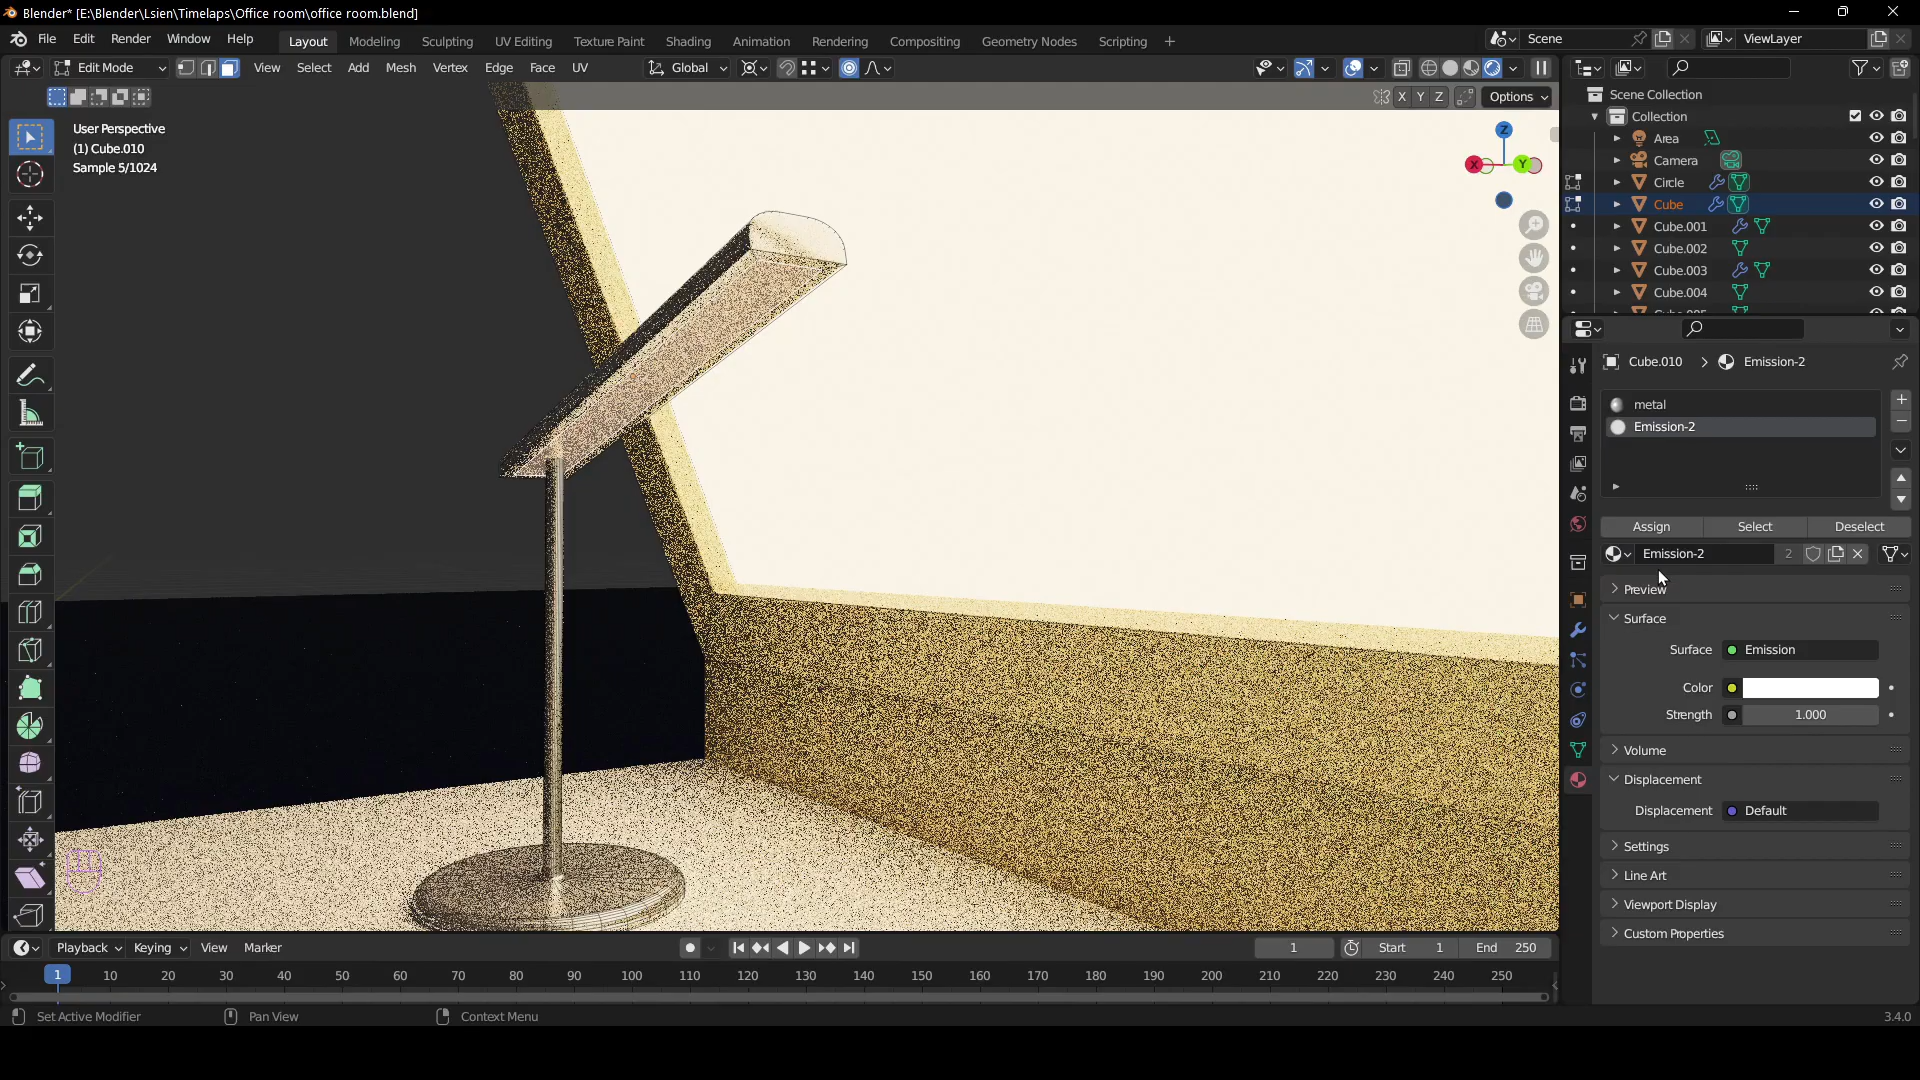 Blender* [E:\Blender\Lsien\Timelaps\Office room\office room.blend]
File Edit Render Window Help Layout Modeling Sculpting UV Editing Texture Paint Shading Animation Rendering Compositing Geometry Nodes Scripting + Scene ViewLayer
Edit Mode View Select Add Mesh Vertex Edge Face UV Global
X Y Z Options
User Perspective
(1) Cube.010
Sample 5/1024
Z
X Y
Scene Collection
Collection
Area
Camera
Circle
Cube
Cube.001
Cube.002
Cube.003
Cube.004
Cube.010 > Emission-2
metal
Emission-2
Assign Select Deselect
Emission-2 2
Preview
Surface
Surface Emission
Color
Strength 1.000
Volume
Displacement
Displacement Default
Settings
Line Art
Viewport Display
Custom Properties
Playback Keying View Marker 1 Start 1 End 250
1 10 20 30 40 50 60 70 80 90 100 110 120 130 140 150 160 170 180 190 200 210 220 230 240 250
Set Active Modifier Pan View Context Menu 3.4.0